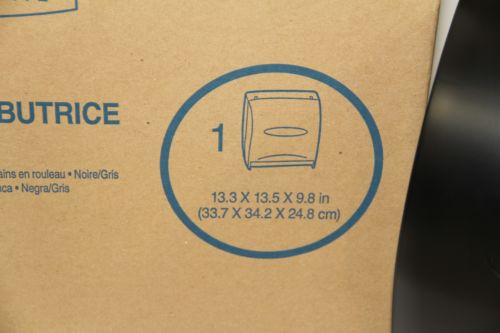 BUTRICE
ains en rouleau • Noire/Gris
nca • Negra/Gris
1
13.3 X 13.5 X 9.8 in
(33.7 X 34.2 X 24.8 cm)